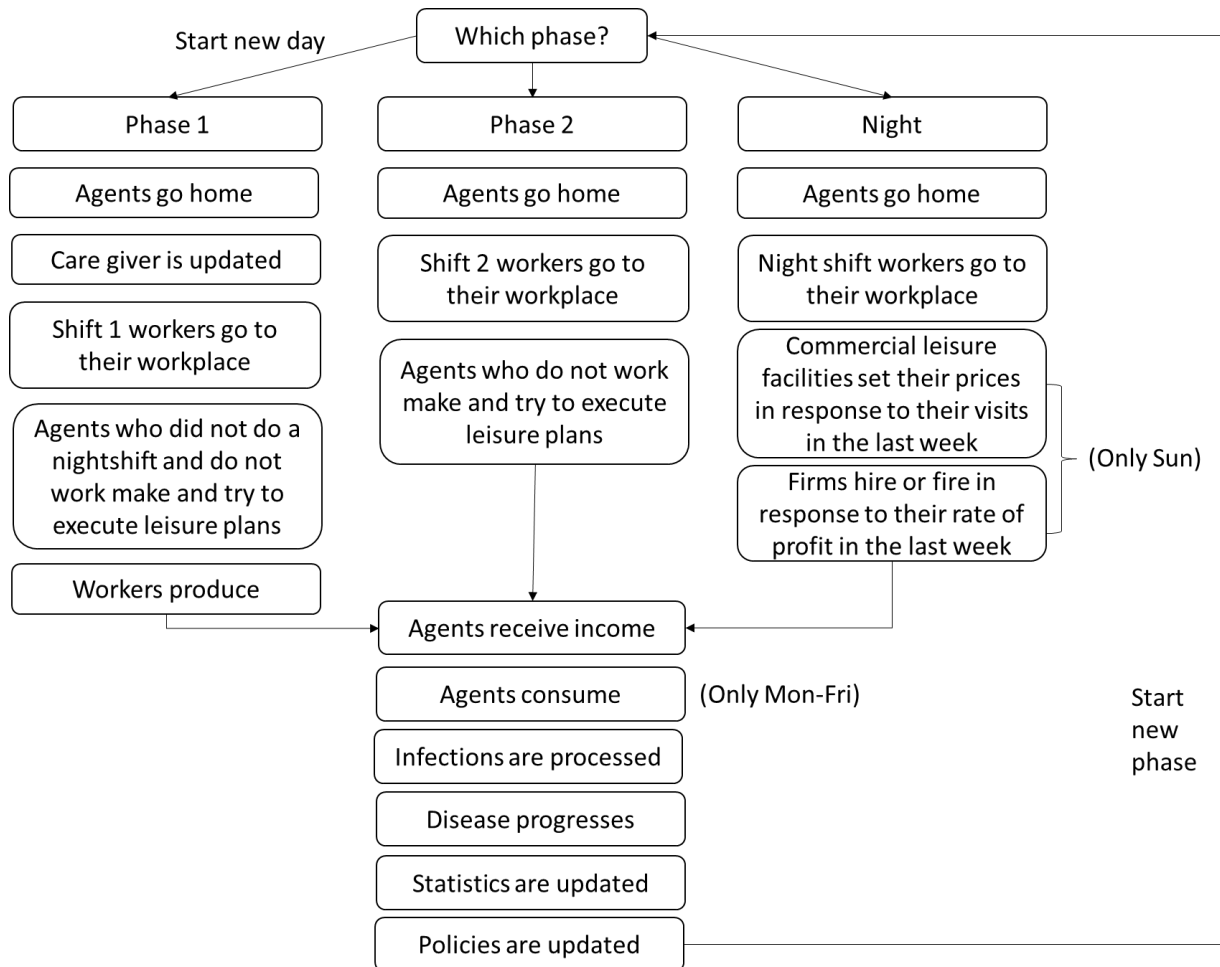 Which phase?
Start new day
Phase 1
Phase 2
Night
Agents go home
Agents go home
Agents go home
Care giver is updated
Shift 2 workers go to
their workplace
Night shift workers go to
their workplace
Shift 1 workers go to
their workplace
Agents who do not work
make and try to execute
leisure plans
Commercial leisure
facilities set their prices
in response to their visits
in the last week
Agents who did not do a
nightshift and do not
work make and try to
execute leisure plans
(Only Sun)
Firms hire or fire in
response to their rate of
profit in the last week
Workers produce
Agents receive income
Agents consume
(Only Mon-Fri)
Infections are processed
Disease progresses
Statistics are updated
Policies are updated
Start
new
phase